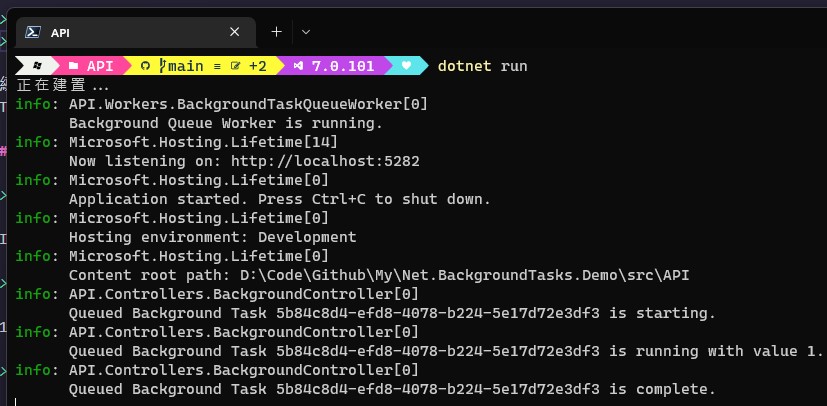 API
API main ≡ +2 7.0.101 dotnet run
正在建置...
info: API.Workers.BackgroundTaskQueueWorker[0]
Background Queue Worker is running.
info: Microsoft.Hosting.Lifetime[14]
Now listening on: http://localhost:5282
info: Microsoft.Hosting.Lifetime[0]
Application started. Press Ctrl+C to shut down.
info: Microsoft.Hosting.Lifetime[0]
Hosting environment: Development
info: Microsoft.Hosting.Lifetime[0]
Content root path: D:\Code\Github\My\Net.BackgroundTasks.Demo\src\API
info: API.Controllers.BackgroundController[0]
Queued Background Task 5b84c8d4-efd8-4078-b224-5e17d72e3df3 is starting.
info: API.Controllers.BackgroundController[0]
Queued Background Task 5b84c8d4-efd8-4078-b224-5e17d72e3df3 is running with value 1.
info: API.Controllers.BackgroundController[0]
Queued Background Task 5b84c8d4-efd8-4078-b224-5e17d72e3df3 is complete.